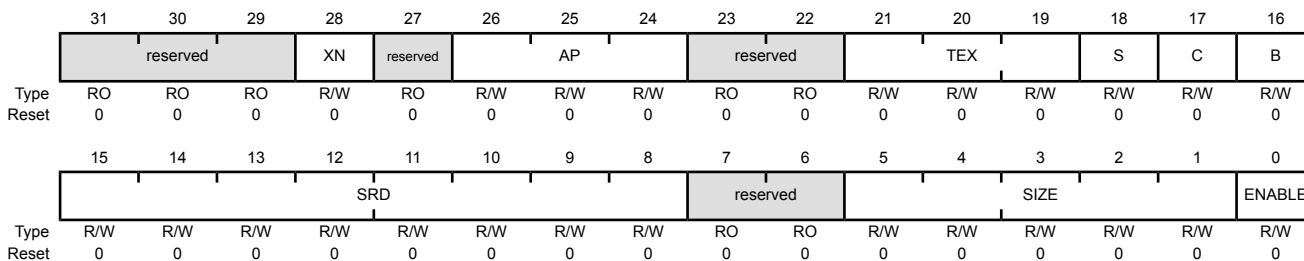 31 30 29 28 27 26 25 24 23 22 21 20 19 18 17 16
reserved XN reserved AP reserved TEX S C B
Type RO RO RO R/W RO R/W R/W R/W RO RO R/W R/W R/W R/W R/W R/W
Reset 0 0 0 0 0 0 0 0 0 0 0 0 0 0 0 0
15 14 13 12 11 10 9 8 7 6 5 4 3 2 1 0
SRD reserved SIZE ENABLE
Type R/W R/W R/W R/W R/W R/W R/W R/W RO RO R/W R/W R/W R/W R/W R/W
Reset 0 0 0 0 0 0 0 0 0 0 0 0 0 0 0 0